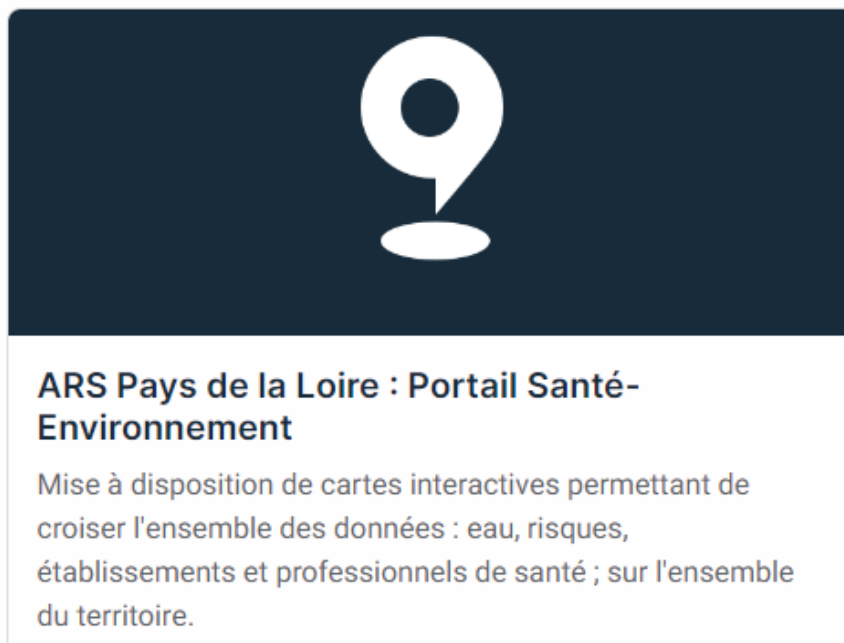 ARS Pays de la Loire : Portail Santé-
Environnement
Mise à disposition de cartes interactives permettant de
croiser l'ensemble des données : eau, risques,
établissements et professionnels de santé ; sur l'ensemble
du territoire.